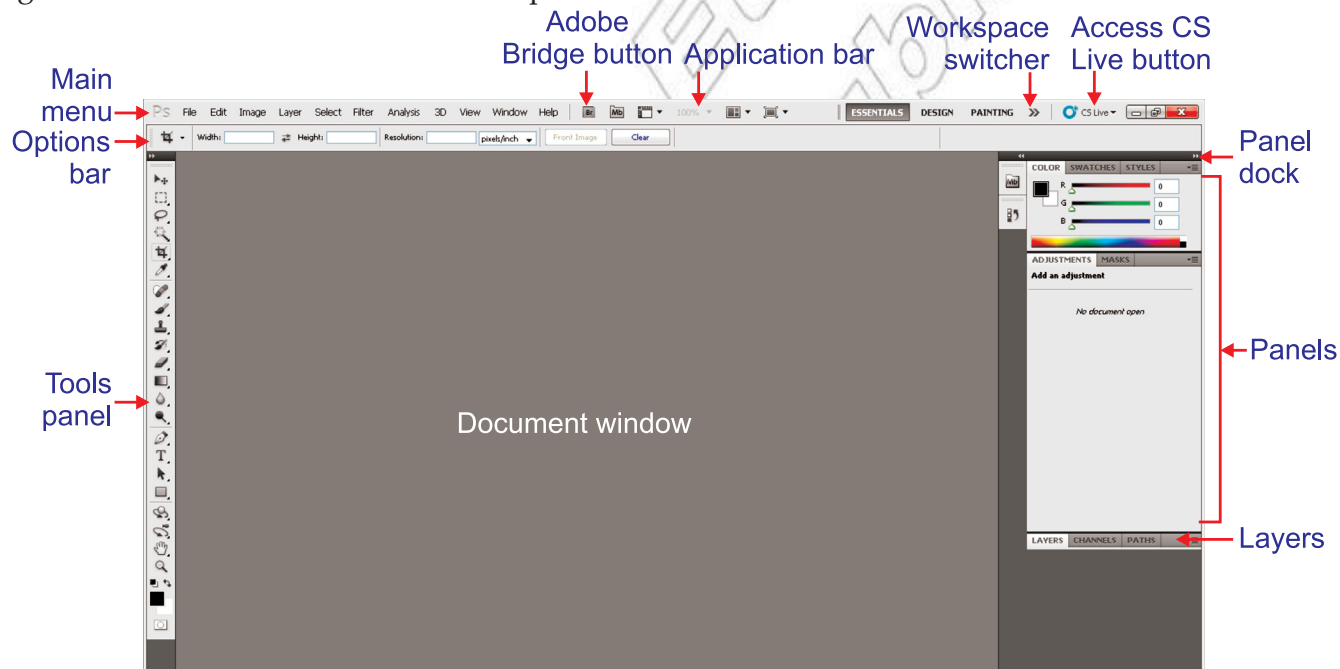 Adobe
Bridge button
Application bar
Workspace
switcher
Access CS
Live button
Main
menu
Ps File Edit Image Layer Select Filter Analysis 3D View Window Help Br Mb 100% ESSENTIALS DESIGN PAINTING >> CS Live
Options
bar
Width: Height: Resolution: pixels/inch Front Image Clear
Panel
dock
COLOR SWATCHES STYLES
Mb
R 0
G 0
B 0
ADJUSTMENTS MASKS
Add an adjustment
No document open
Panels
Tools
panel
Document window
T
LAYERS CHANNELS PATHS
Layers